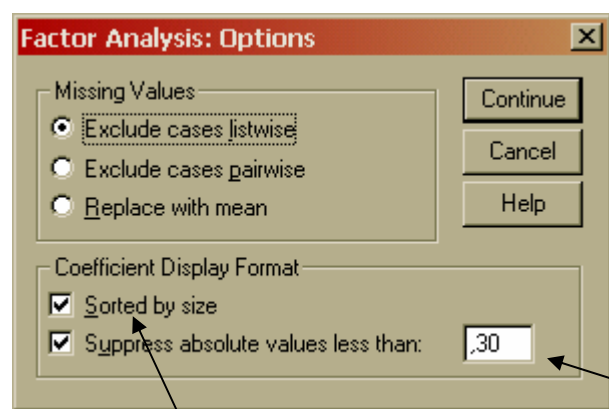 Factor Analysis: Options
Missing Values
Exclude cases listwise
Exclude cases pairwise
Replace with mean
Continue
Cancel
Help
Coefficient Display Format
Sorted by size
Suppress absolute values less than: ,30